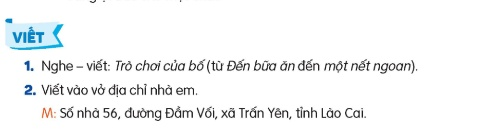 VIẾT
1. Nghe – viết: Trò chơi của bố (từ Đến bữa ăn đến một nết ngoan).
2. Viết vào vở địa chỉ nhà em.
M: Số nhà 56, đường Đầm Vối, xã Trấn Yên, tỉnh Lào Cai.